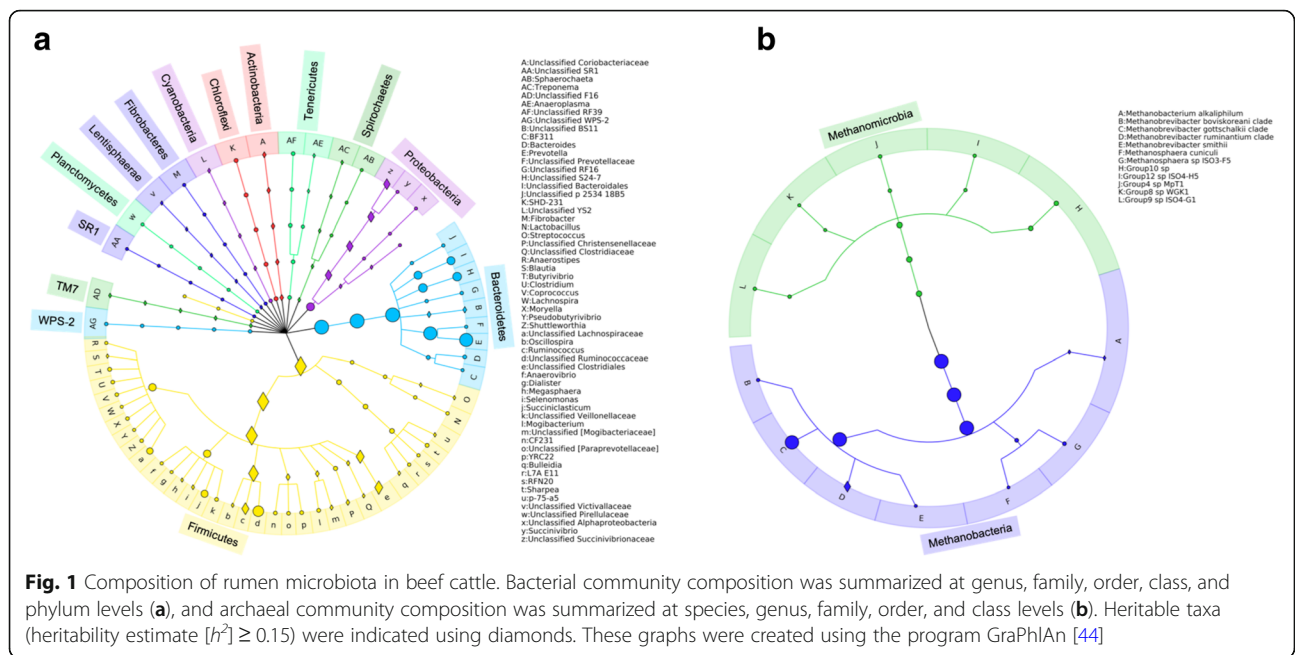 a
b
Actinobacteria
Chloroflexi
Cyanobacteria
Fibrobacteres
Lentisphaerae
Planctomycetes
SR1
TM7
WPS-2
Tenericutes
Spirochaetes
Proteobacteria
Bacteroidetes
Firmicutes
AG
AD
AA
w
v
M
L
K
A
AF
AE
AC
AB
z
y
x
J
I
H
G
B
F
E
D
C
O
N
u
t
s
r
q
e
Q
P
m
l
p
o
n
d
c
b
k
j
i
h
g
f
a
Z
Y
X
W
V
U
T
S
R
A:Unclassified Coriobacteriaceae
AA:Unclassified SR1
AB:Sphaerochaeta
AC:Treponema
AD:Unclassified F16
AE:Anaeroplasma
AF:Unclassified RF39
AG:Unclassified WPS-2
B:Unclassified BS11
C:BF311
D:Bacteroides
E:Prevotella
F:Unclassified Prevotellaceae
G:Unclassified RF16
H:Unclassified S24-7
I:Unclassified Bacteroidales
J:Unclassified p 2534 18B5
K:SHD-231
L:Unclassified YS2
M:Fibrobacter
N:Lactobacillus
O:Streptococcus
P:Unclassified Christensenellaceae
Q:Unclassified Clostridiaceae
R:Anaerostipes
S:Blautia
T:Butyrivibrio
U:Clostridium
V:Coprococcus
W:Lachnospira
X:Moryella
Y:Pseudobutyrivibrio
Z:Shuttleworthia
a:Unclassified Lachnospiraceae
b:Oscillospira
c:Ruminococcus
d:Unclassified Ruminococcaceae
e:Unclassified Clostridiales
f:Anaerovibrio
g:Dialister
h:Megasphaera
i:Selenomonas
j:Succiniclasticum
k:Unclassified Veillonellaceae
l:Mogibacterium
m:Unclassified [Mogibacteriaceae]
n:CF231
o:Unclassified [Paraprevotellaceae]
p:YRC22
q:Bulleidia
r:L7A E11
s:RFN20
t:Sharpea
u:p-75-a5
v:Unclassified Victivallaceae
w:Unclassified Pirellulaceae
x:Unclassified Alphaproteobacteria
y:Succinivibrio
z:Unclassified Succinivibrionaceae
Methanomicrobia
J
I
H
K
L
A
B
C
D
E
F
G
Methanobacteria
A:Methanobacterium alkaliphilum
B:Methanobrevibacter boviskoreani clade
C:Methanobrevibacter gottschalkii clade
D:Methanobrevibacter ruminantium clade
E:Methanobrevibacter smithii
F:Methanosphaera cuniculi
G:Methanosphaera sp ISO3-F5
H:Group10 sp
I:Group12 sp ISO4-H5
J:Group4 sp MpT1
K:Group8 sp WGK1
L:Group9 sp ISO4-G1
Fig. 1 Composition of rumen microbiota in beef cattle. Bacterial community composition was summarized at genus, family, order, class, and
phylum levels (a), and archaeal community composition was summarized at species, genus, family, order, and class levels (b). Heritable taxa
(heritability estimate [h²] ≥ 0.15) were indicated using diamonds. These graphs were created using the program GraPhlAn [44]